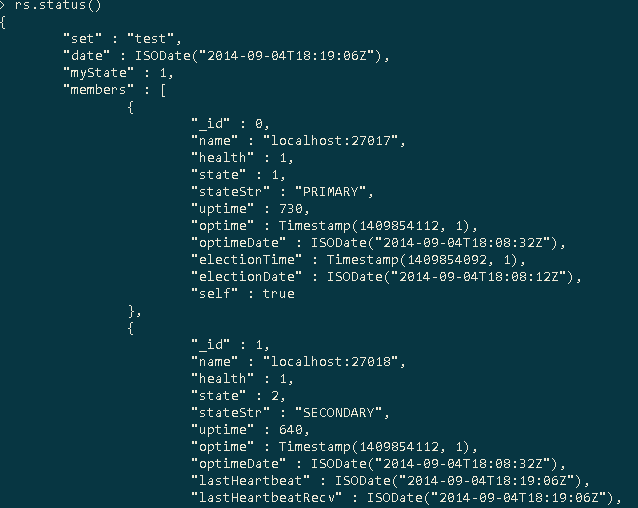 > rs.status()
{
"set" : "test",
"date" : ISODate("2014-09-04T18:19:06Z"),
"myState" : 1,
"members" : [
{
"_id" : 0,
"name" : "localhost:27017",
"health" : 1,
"state" : 1,
"stateStr" : "PRIMARY",
"uptime" : 730,
"optime" : Timestamp(1409854112, 1),
"optimeDate" : ISODate("2014-09-04T18:08:32Z"),
"electionTime" : Timestamp(1409854092, 1),
"electionDate" : ISODate("2014-09-04T18:08:12Z"),
"self" : true
},
{
"_id" : 1,
"name" : "localhost:27018",
"health" : 1,
"state" : 2,
"stateStr" : "SECONDARY",
"uptime" : 640,
"optime" : Timestamp(1409854112, 1),
"optimeDate" : ISODate("2014-09-04T18:08:32Z"),
"lastHeartbeat" : ISODate("2014-09-04T18:19:06Z"),
"lastHeartbeatRecv" : ISODate("2014-09-04T18:19:06Z"),